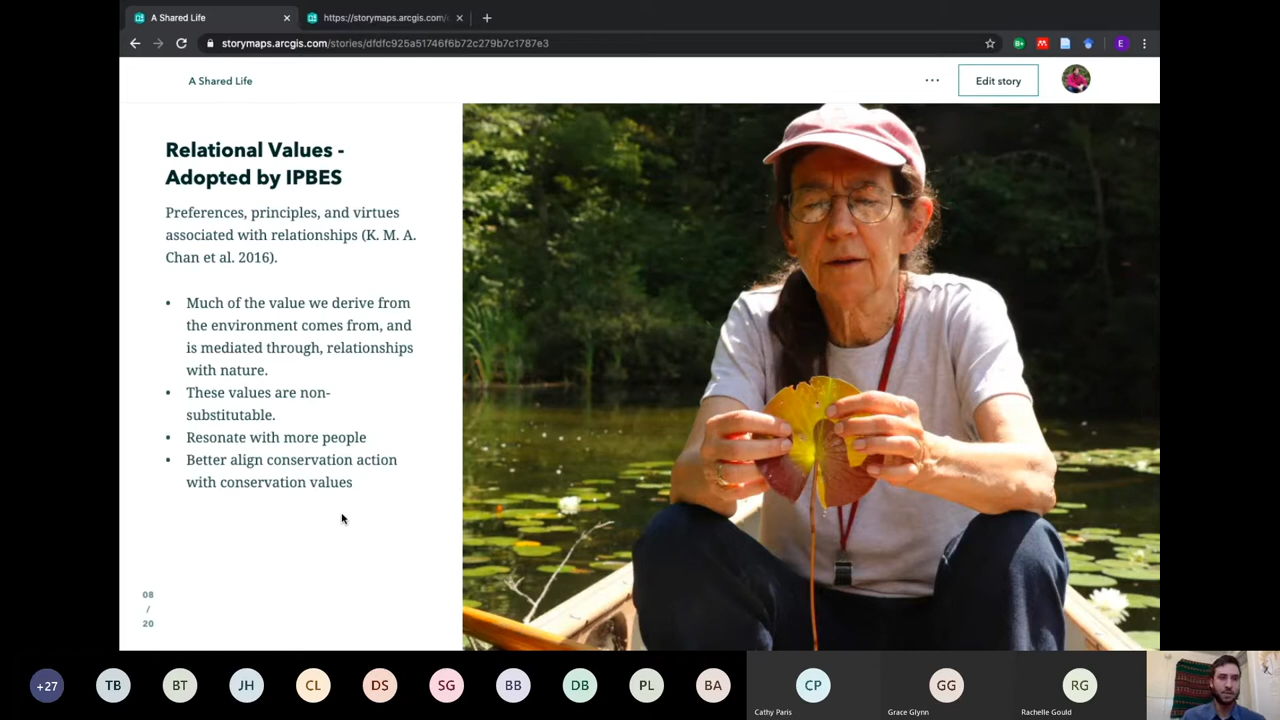 A Shared Life
https://storymaps.arcgis.com/
storymaps.arcgis.com/stories/dfdfc925a51746f6b72c279b7c1787e3
B+
E
A Shared Life
Edit story
Relational Values -
Adopted by IPBES
Preferences, principles, and virtues
associated with relationships (K. M. A.
Chan et al. 2016).
• Much of the value we derive from
the environment comes from, and
is mediated through, relationships
with nature.
• These values are non-
substitutable.
• Resonate with more people
• Better align conservation action
with conservation values
08
/
20
+27
TB
BT
JH
CL
DS
SG
BB
DB
PL
BA
CP
GG
RG
Cathy Paris
Grace Glynn
Rachelle Gould